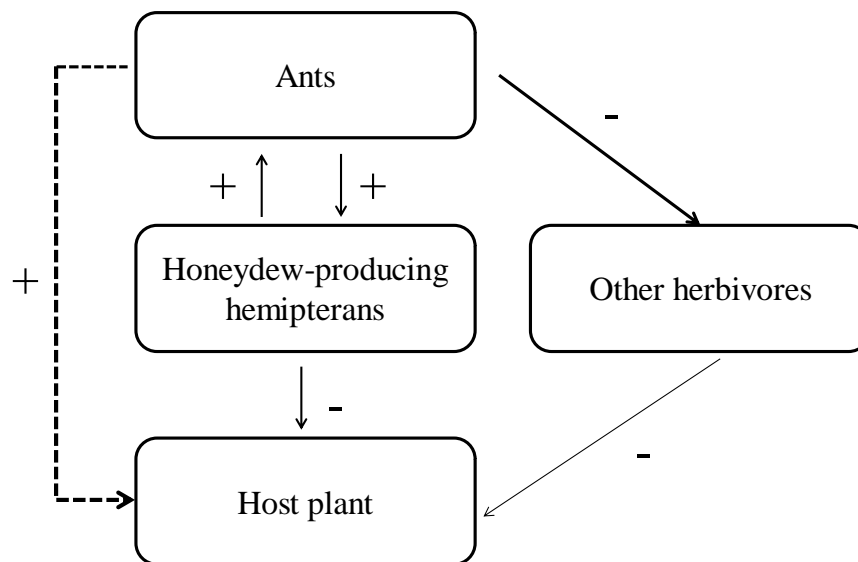 Ants
-
+
+
Honeydew-producing
hemipterans
Other herbivores
+
-
-
Host plant